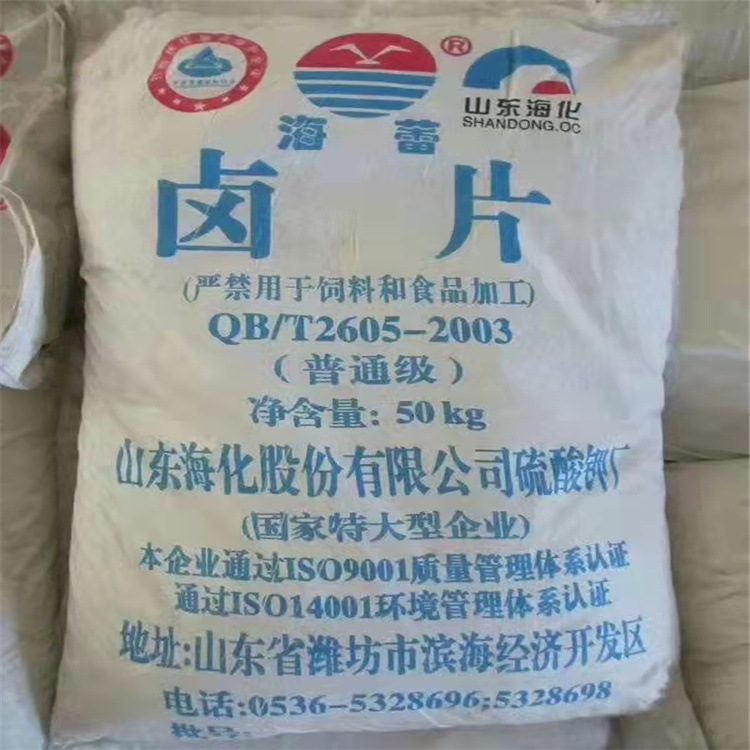 ®
山东海化
SHANDONG.OC
海蕾
卤片
(严禁用于饲料和食品加工)
QB/T2605-2003
(普通级)
净含量: 50kg
山东海化股份有限公司硫酸钾厂
(国家特大型企业)
本企业通过ISO9001质量管理体系认证
通过ISO14001环境管理体系认证
地址:山东省潍坊市滨海经济开发区
电话:0536-5328696;5328698
批号: